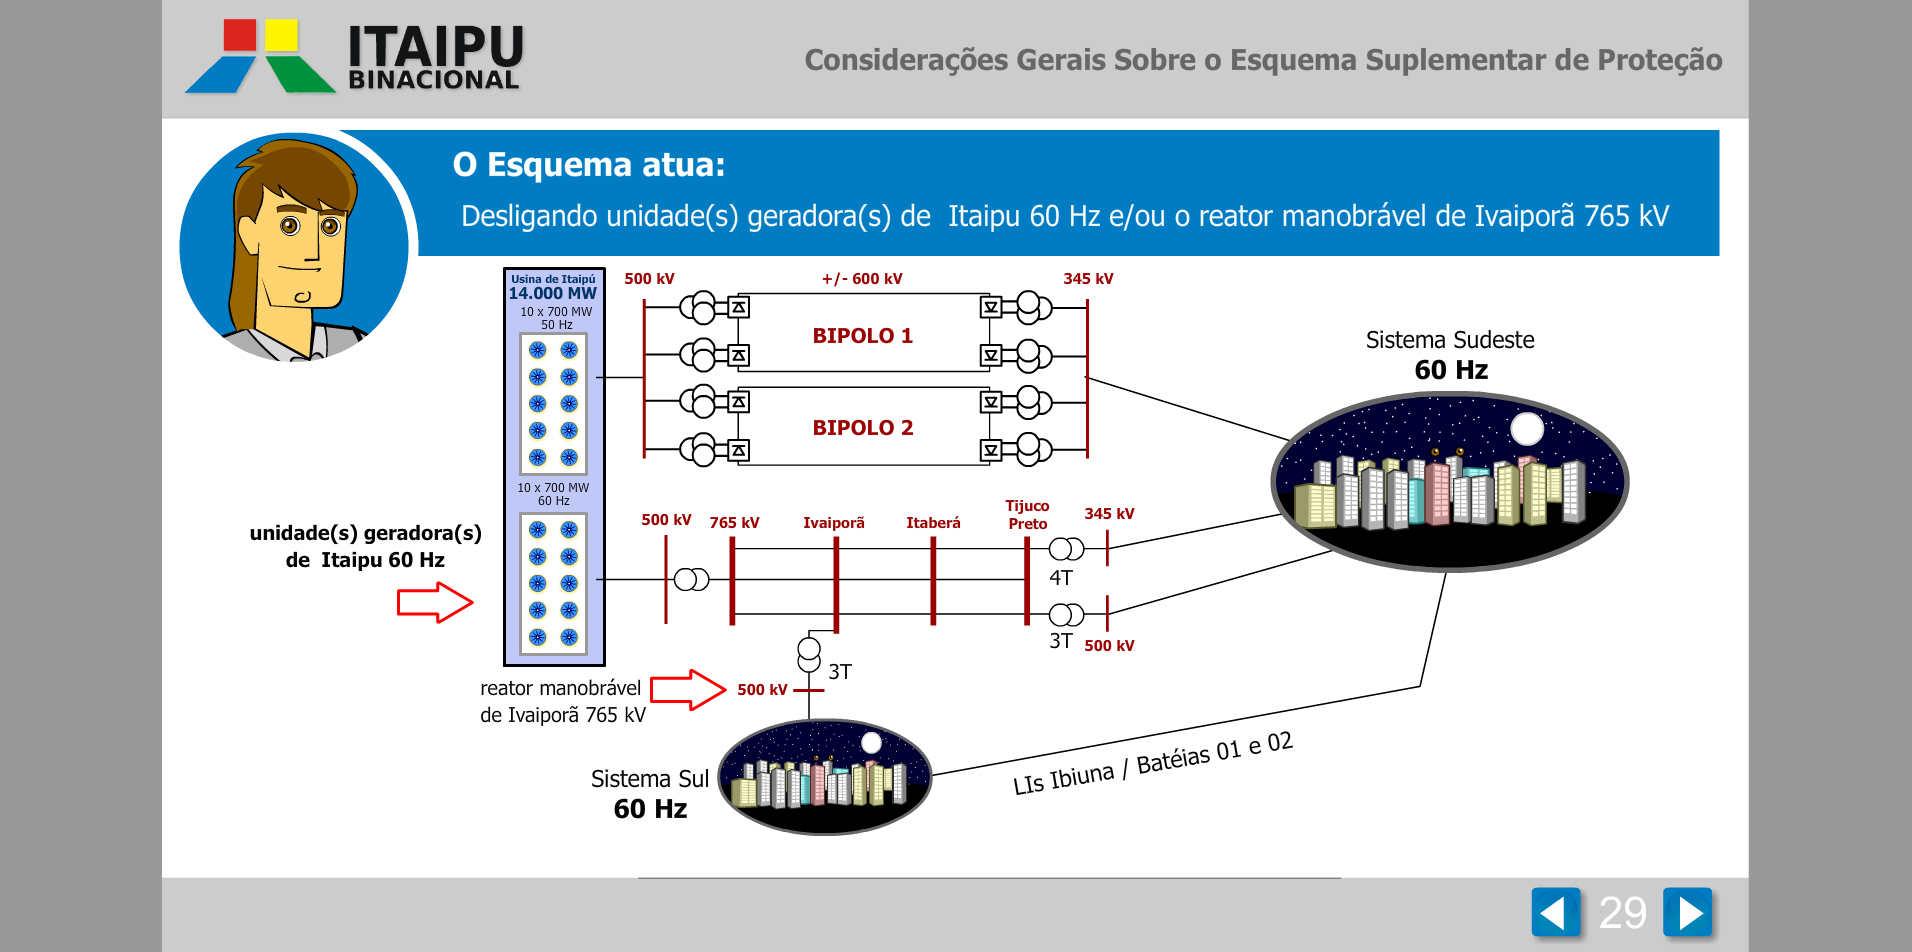 ITAIPU
BINACIONAL
Considerações Gerais Sobre o Esquema Suplementar de Proteção
O Esquema atua:
Desligando unidade(s) geradora(s) de  Itaipu 60 Hz e/ou o reator manobrável de Ivaiporã 765 kV
Usina de Itaipú
14.000 MW
10 x 700 MW
50 Hz
500 kV
+/- 600 kV
345 kV
BIPOLO 1
BIPOLO 2
Sistema Sudeste
60 Hz
10 x 700 MW
60 Hz
unidade(s) geradora(s)
de  Itaipu 60 Hz
500 kV
765 kV
Ivaiporã
Itaberá
Tijuco
Preto
345 kV
4T
3T
500 kV
3T
reator manobrável
de Ivaiporã 765 kV
500 kV
Sistema Sul
60 Hz
LIs Ibiuna / Batéias 01 e 02
29